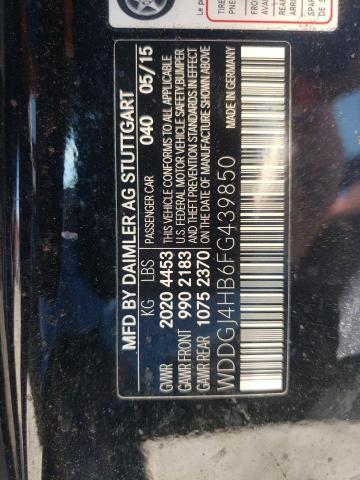 MFD BY DAIMLER AG STUTTGART
KG LBS PASSENGER CAR 040 05/15
GVWR 2020 4453 THIS VEHICLE CONFORMS TO ALL APPLICABLE
GAWR FRONT 990 2183 U.S. FEDERAL MOTOR VEHICLE SAFETY,BUMPER
GAWR REAR 1075 2370 AND THEFT PREVENTION STANDARDS IN EFFECT
ON THE DATE OF MANUFACTURE SHOWN ABOVE
WDDGJ4HB6FG439850 MADE IN GERMANY